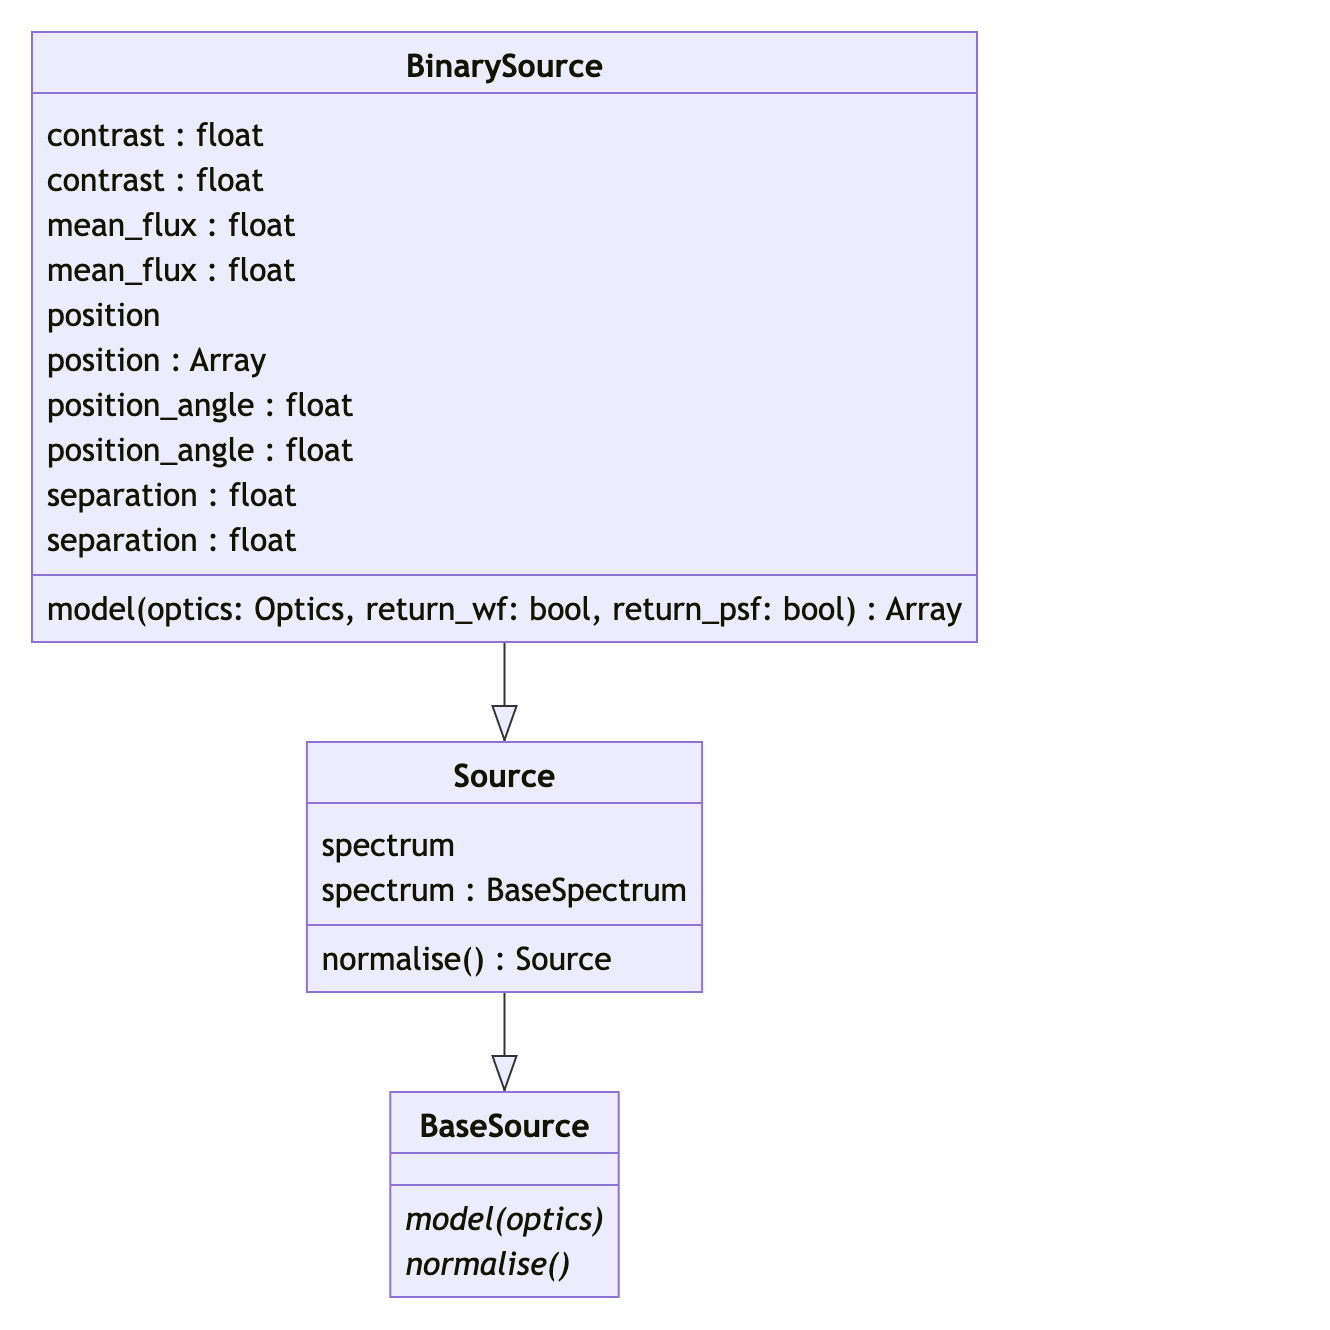 BinarySource
contrast : float
contrast : float
mean_flux : float
mean_flux : float
position
position : Array
position_angle : float
position_angle : float
separation : float
separation : float
model(optics: Optics, return_wf: bool, return_psf: bool) : Array
Source
spectrum
spectrum : BaseSpectrum
normalise() : Source
BaseSource
model(optics)
normalise()